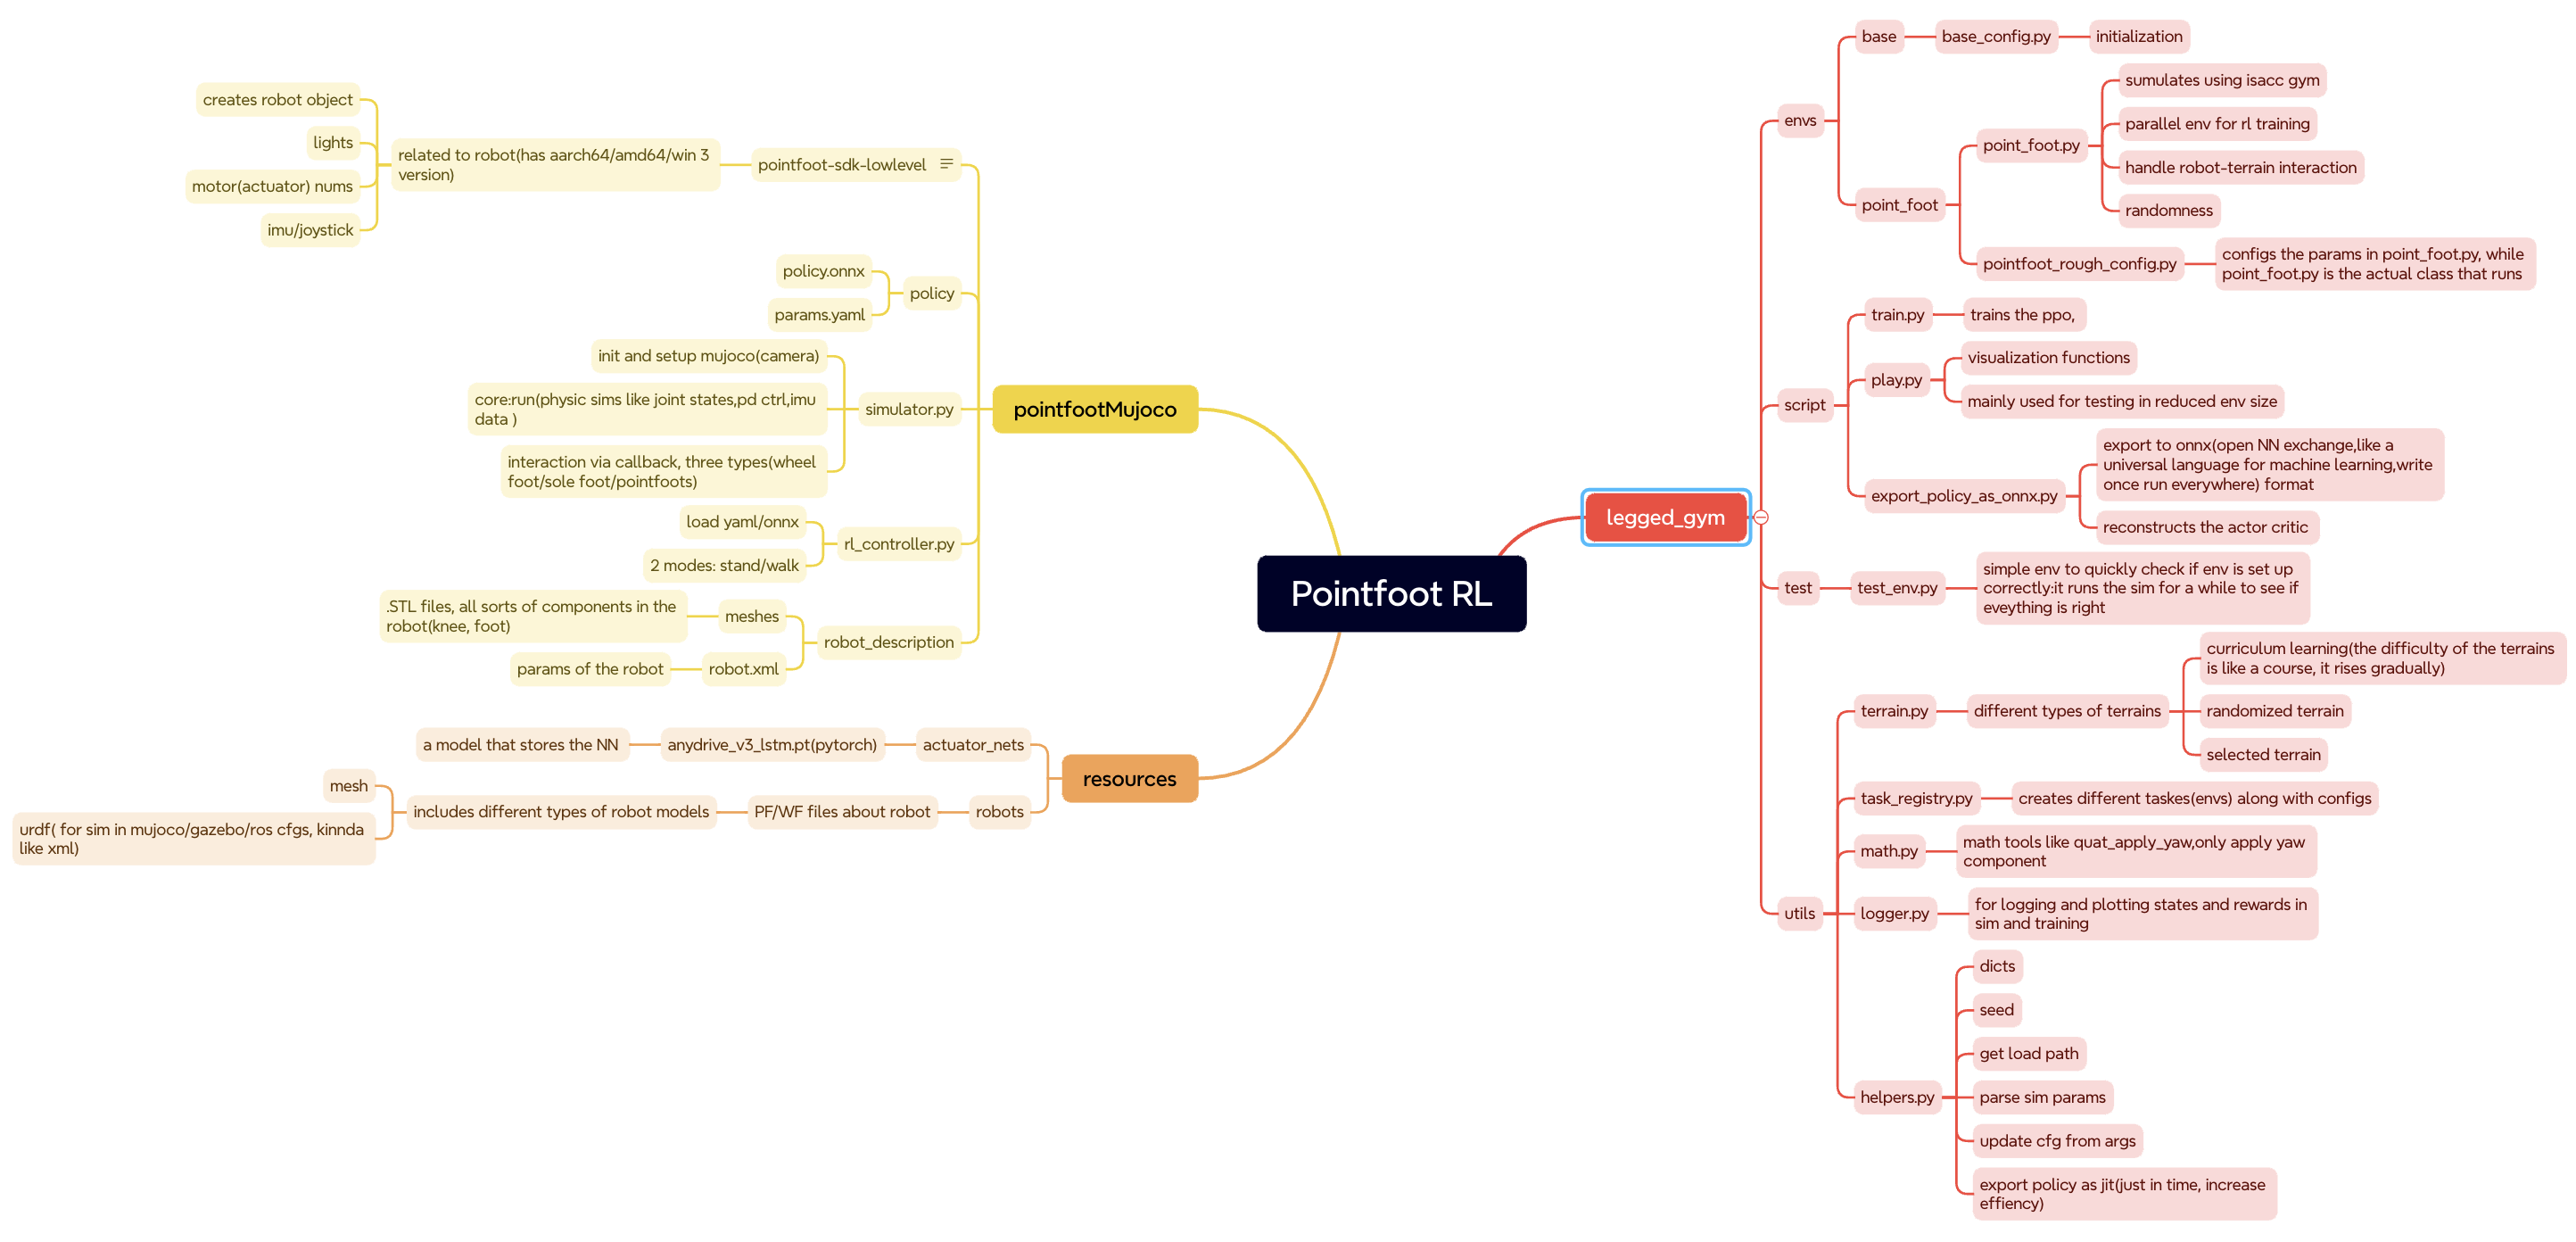 Pointfoot RL
pointfootMujoco
pointfoot-sdk-lowlevel
related to robot(has aarch64/amd64/win 3
version)
creates robot object
lights
motor(actuator) nums
imu/joystick
policy
policy.onnx
params.yaml
simulator.py
init and setup mujoco(camera)
core:run(physic sims like joint states,pd ctrl,imu
data )
interaction via callback, three types(wheel
foot/sole foot/pointfoots)
rl_controller.py
load yaml/onnx
2 modes: stand/walk
robot_description
meshes
.STL files, all sorts of components in the
robot(knee, foot)
robot.xml
params of the robot
resources
actuator_nets
anydrive_v3_lstm.pt(pytorch)
a model that stores the NN
robots
PF/WF files about robot
includes different types of robot models
mesh
urdf( for sim in mujoco/gazebo/ros cfgs, kinnda
like xml)
legged_gym
envs
base
base_config.py
initialization
point_foot
point_foot.py
sumulates using isacc gym
parallel env for rl training
handle robot-terrain interaction
randomness
pointfoot_rough_config.py
configs the params in point_foot.py, while
point_foot.py is the actual class that runs
script
train.py
trains the ppo,
play.py
visualization functions
mainly used for testing in reduced env size
export_policy_as_onnx.py
export to onnx(open NN exchange,like a
universal language for machine learning,write
once run everywhere) format
reconstructs the actor critic
test
test_env.py
simple env to quickly check if env is set up
correctly:it runs the sim for a while to see if
eveything is right
utils
terrain.py
different types of terrains
curriculum learning(the difficulty of the terrains
is like a course, it rises gradually)
randomized terrain
selected terrain
task_registry.py
creates different taskes(envs) along with configs
math.py
math tools like quat_apply_yaw,only apply yaw
component
logger.py
for logging and plotting states and rewards in
sim and training
helpers.py
dicts
seed
get load path
parse sim params
update cfg from args
export policy as jit(just in time, increase
effiency)